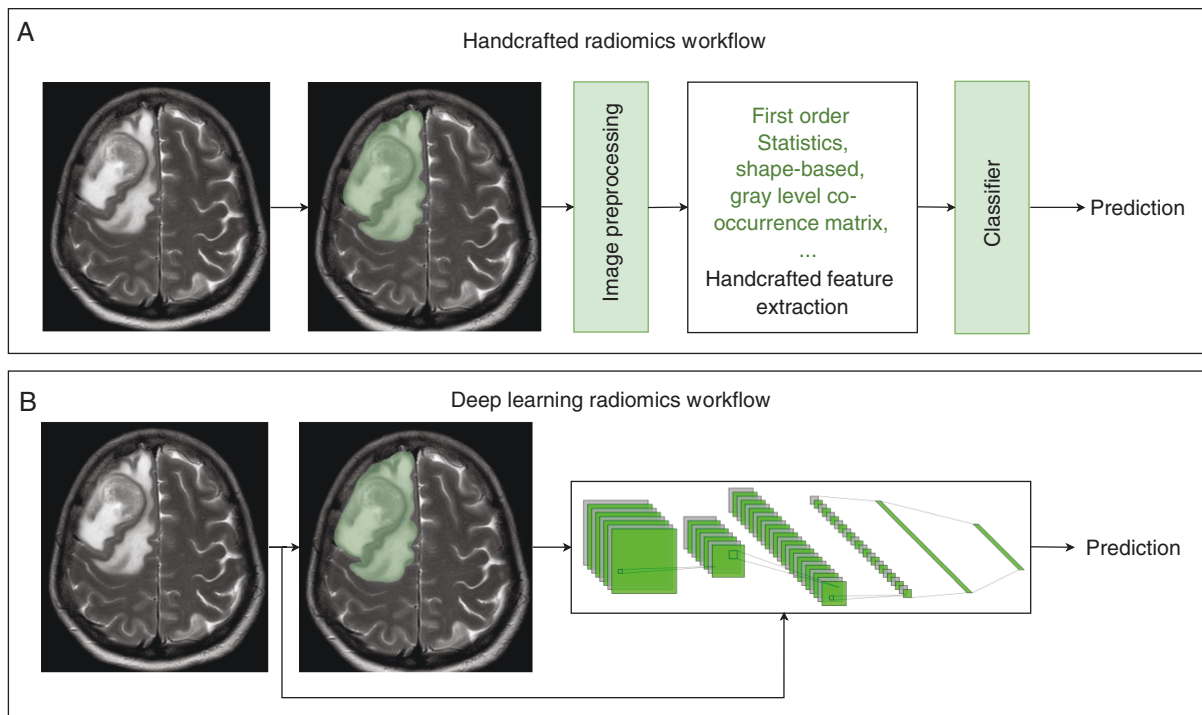 A
Handcrafted radiomics workflow
Image preprocessing
First order
Statistics,
shape-based,
gray level co-
occurrence matrix,
...
Handcrafted feature
extraction
Classifier
Prediction
B
Deep learning radiomics workflow
Prediction